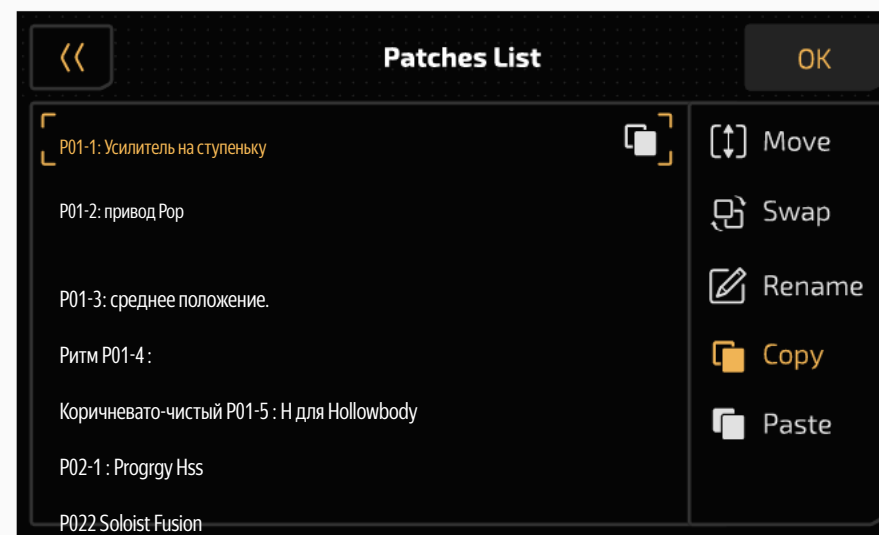 Patches List
OK
P01-1: Усилитель на ступеньку
P01-2: привод Pop
P01-3: среднее положение.
Ритм P01-4 :
Коричневато-чистый P01-5 : H для Hollowbody
P02-1 : Progrgy Hss
P022 Soloist Fusion
Move
Swap
Rename
Copy
Paste